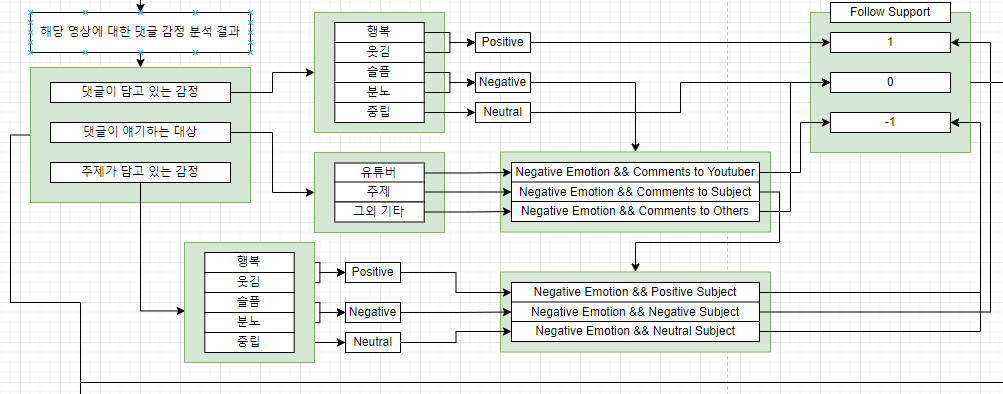 해당 영상에 대한 댓글 감정 분석 결과
댓글이 담고 있는 감정
댓글이 얘기하는 대상
주제가 담고 있는 감정
행복
웃김
슬픔
분노
중립
Positive
Negative
Neutral
Follow Support
1
0
-1
유튜버
주제
그외 기타
Negative Emotion && Comments to Youtuber
Negative Emotion && Comments to Subject
Negative Emotion && Comments to Others
행복
웃김
슬픔
분노
중립
Positive
Negative
Neutral
Negative Emotion && Positive Subject
Negative Emotion && Negative Subject
Negative Emotion && Neutral Subject